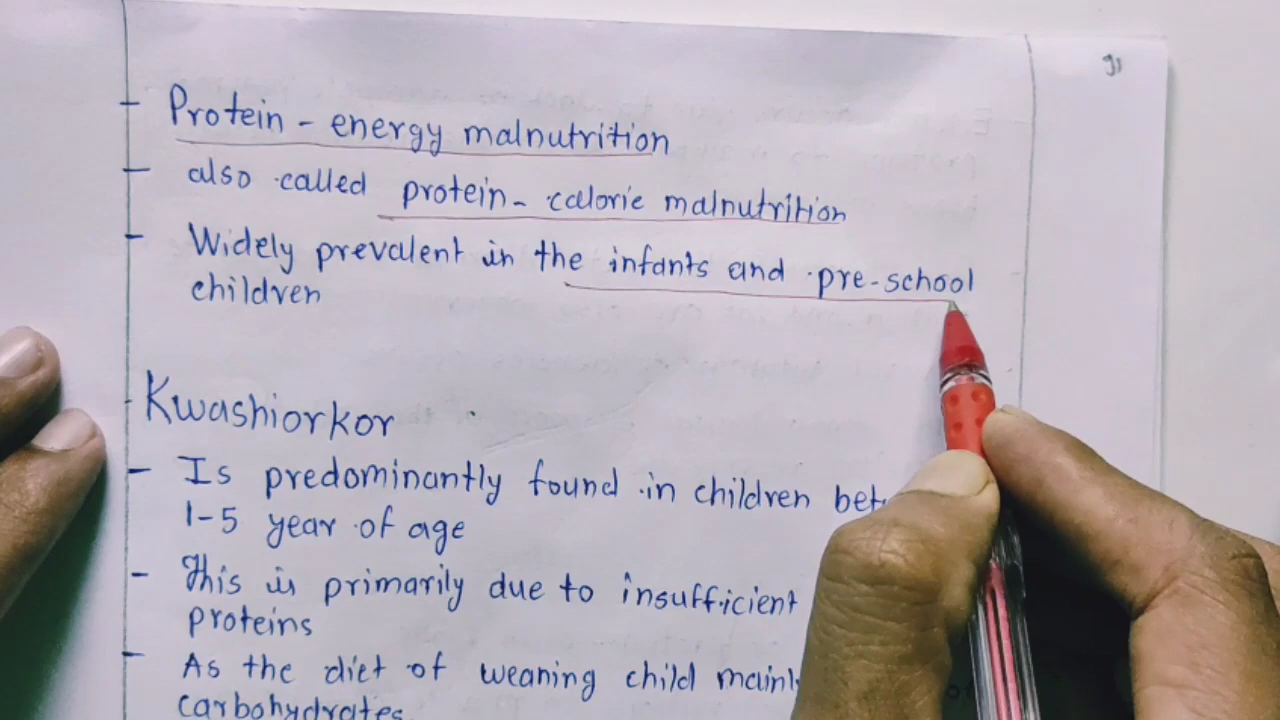 - Protein - energy malnutrition
- also called protein - calorie malnutrition
- Widely prevalent in the infants and pre-school
children
Kwashiorkor
- Is predominantly found in children
1-5 year of age
- This is primarily due to insufficient
proteins
- As the diet of weaning child
carbohydrates